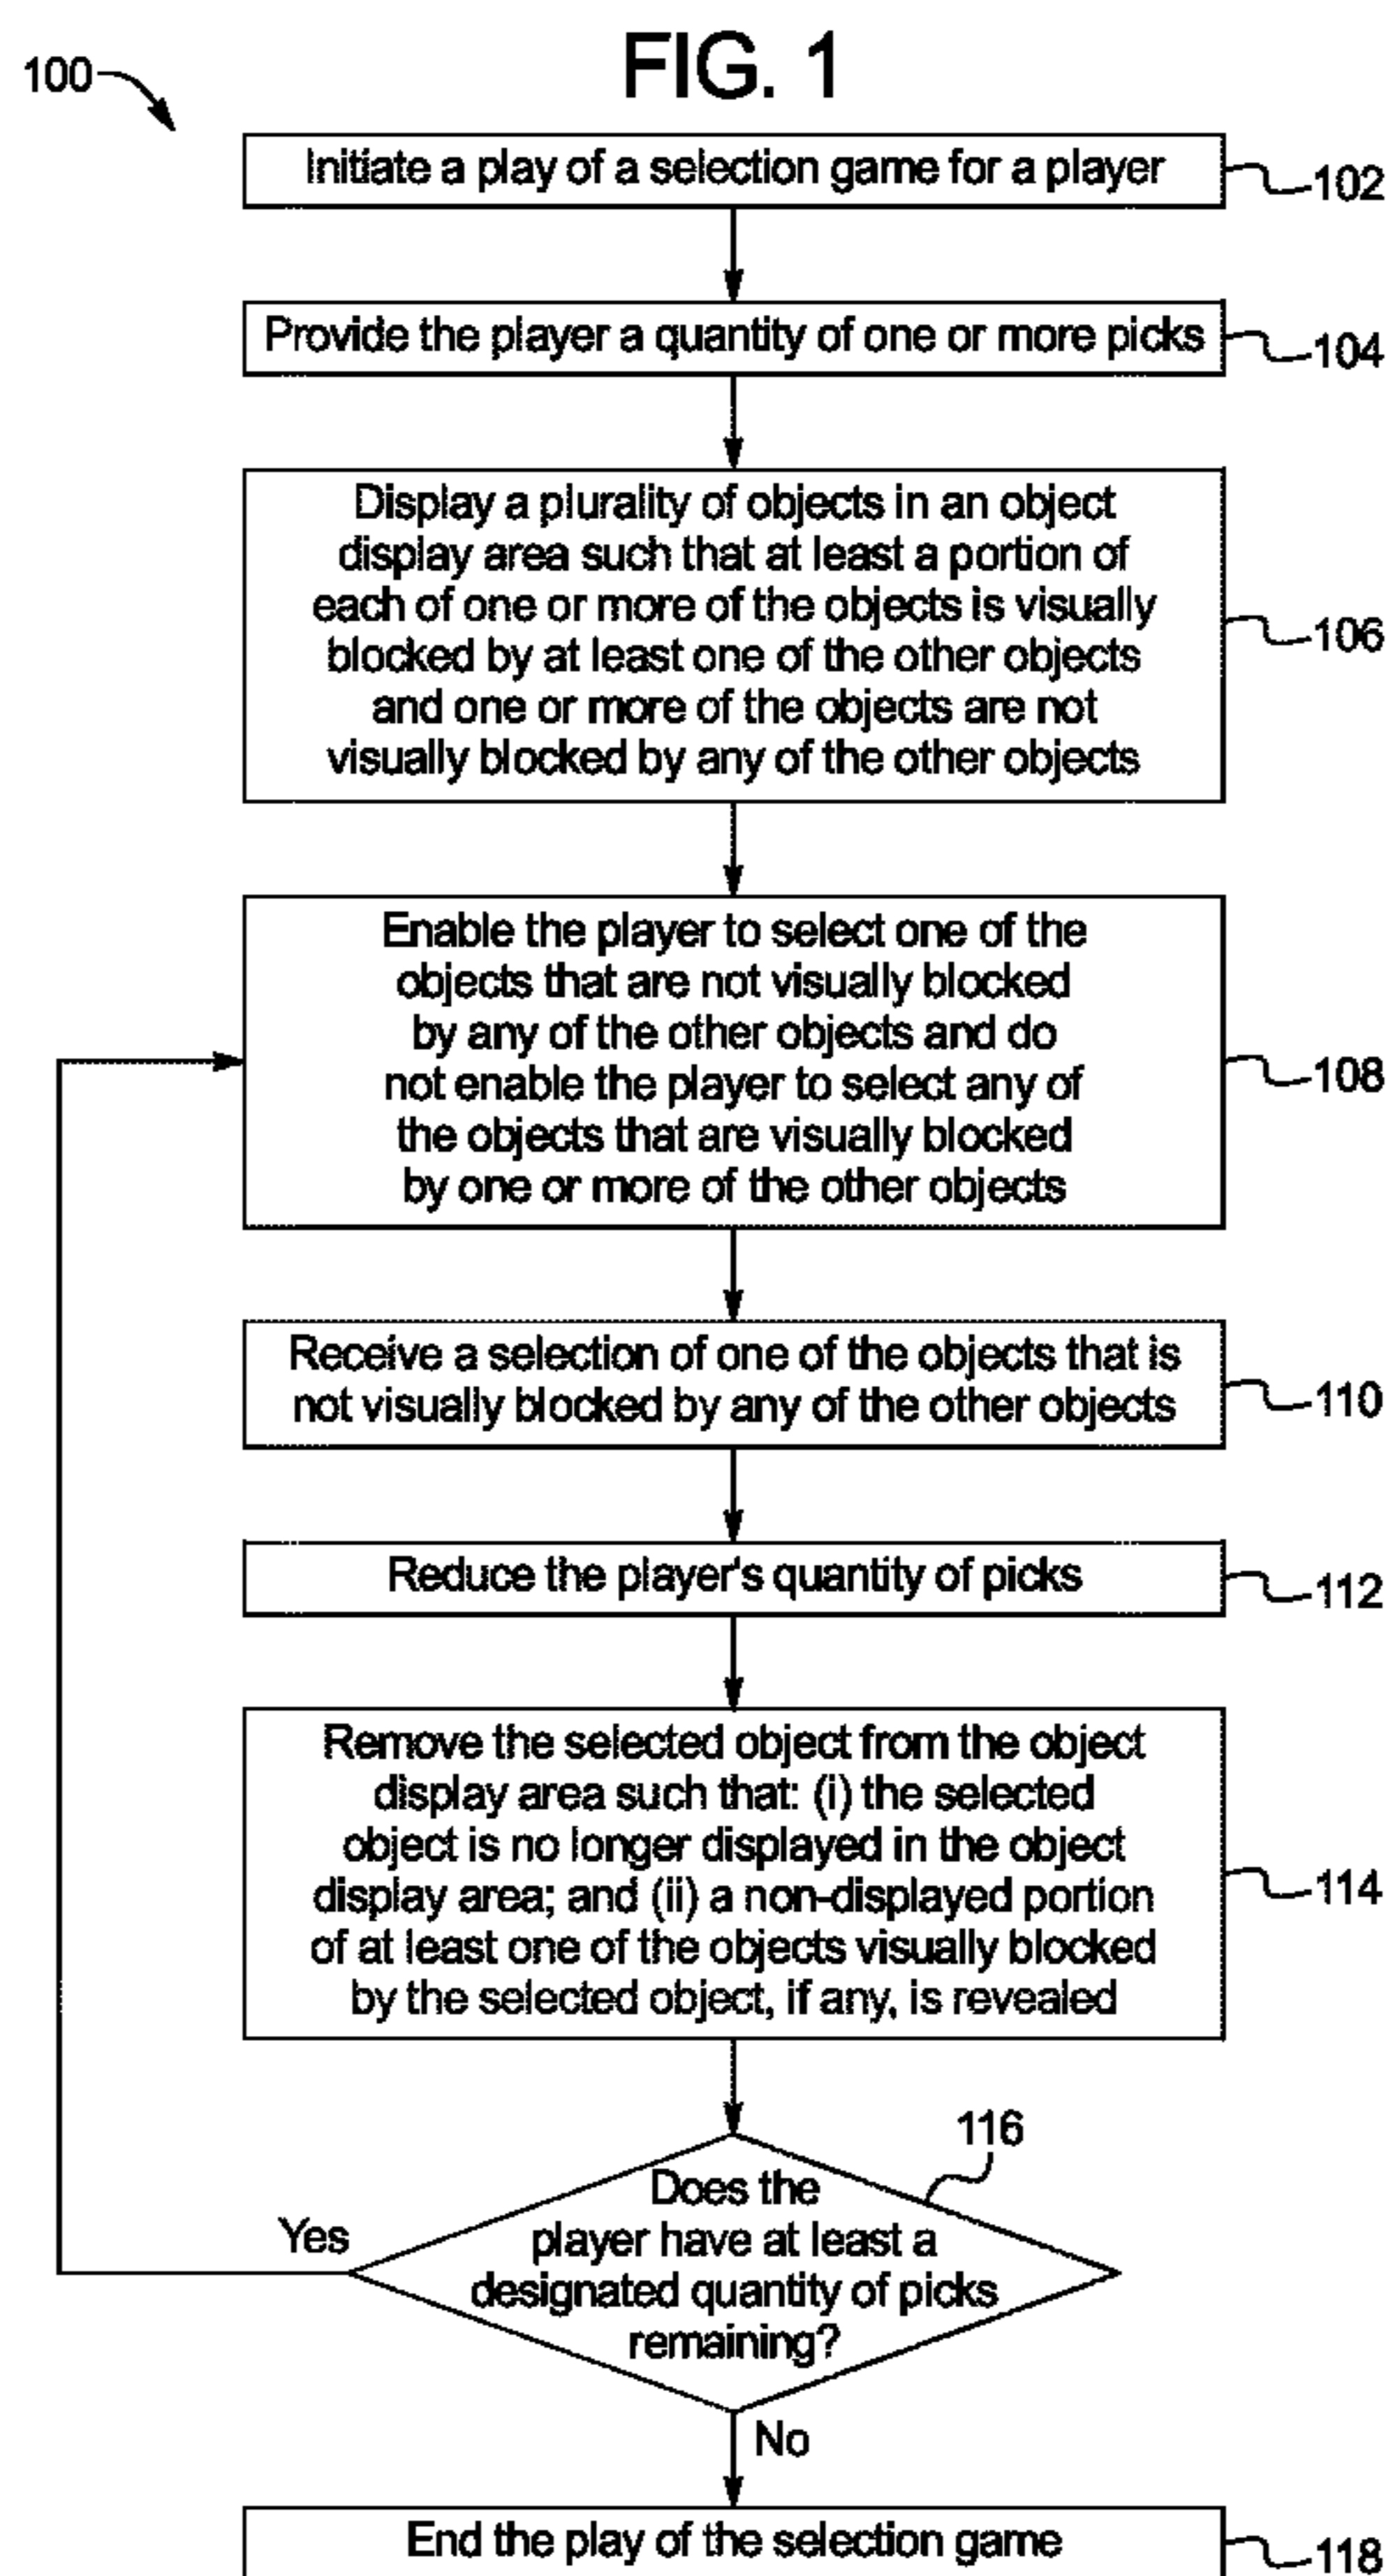 FIG. 1
100
Initiate a play of a selection game for a player
102
Provide the player a quantity of one or more picks
104
Display a plurality of objects in an object
display area such that at least a portion of
each of one or more of the objects is visually
blocked by at least one of the other objects
and one or more of the objects are not
visually blocked by any of the other objects
106
Enable the player to select one of the
objects that are not visually blocked
by any of the other objects and do
not enable the player to select any of
the objects that are visually blocked
by one or more of the other objects
108
Receive a selection of one of the objects that is
not visually blocked by any of the other objects
110
Reduce the player's quantity of picks
112
Remove the selected object from the object
display area such that: (i) the selected
object is no longer displayed in the object
display area; and (ii) a non-displayed portion
of at least one of the objects visually blocked
by the selected object, if any, is revealed
114
116
Does the
player have at least a
designated quantity of picks
remaining?
Yes
No
End the play of the selection game
118